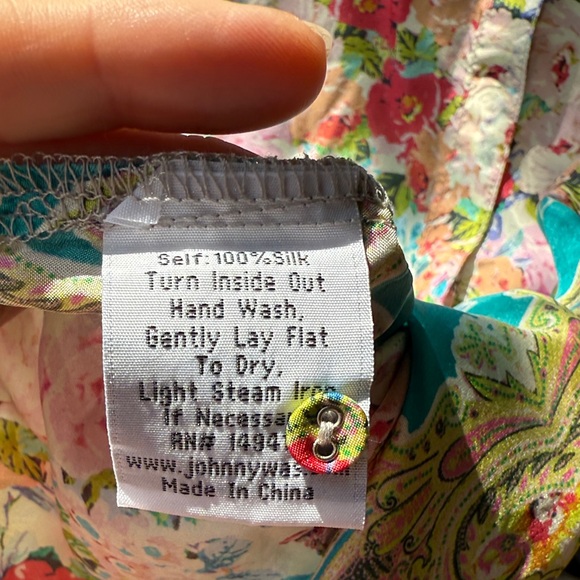 Self: 100% Silk
Turn Inside Out
Hand Wash,
Gently Lay Flat
To Dry,
Light Steam
If
RN#
Made In China